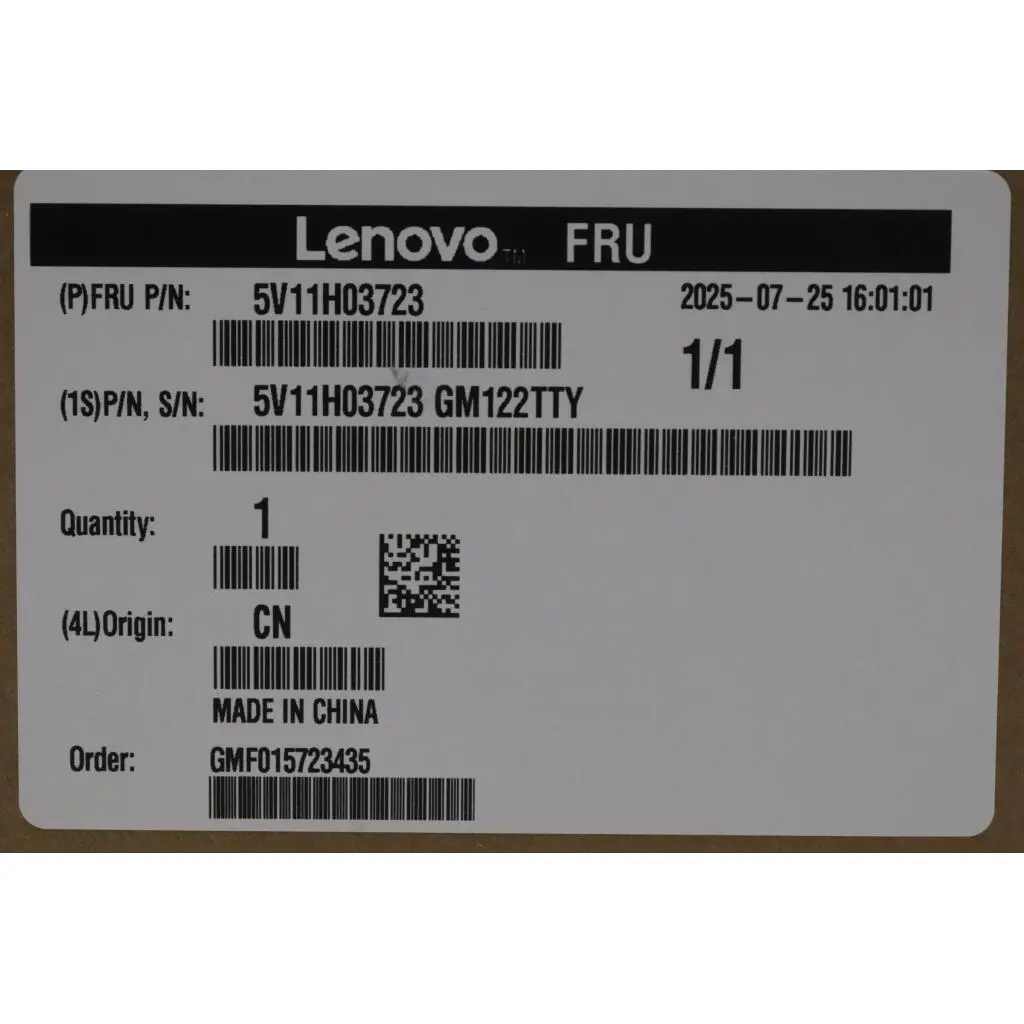 Lenovo™ FRU
(P)FRU P/N: 5V11H03723 2025-07-25 16:01:01
1/1
(1S)P/N, S/N: 5V11H03723 GM122TTY
Quantity: 1
(4L)Origin: CN
MADE IN CHINA
Order: GMF015723435